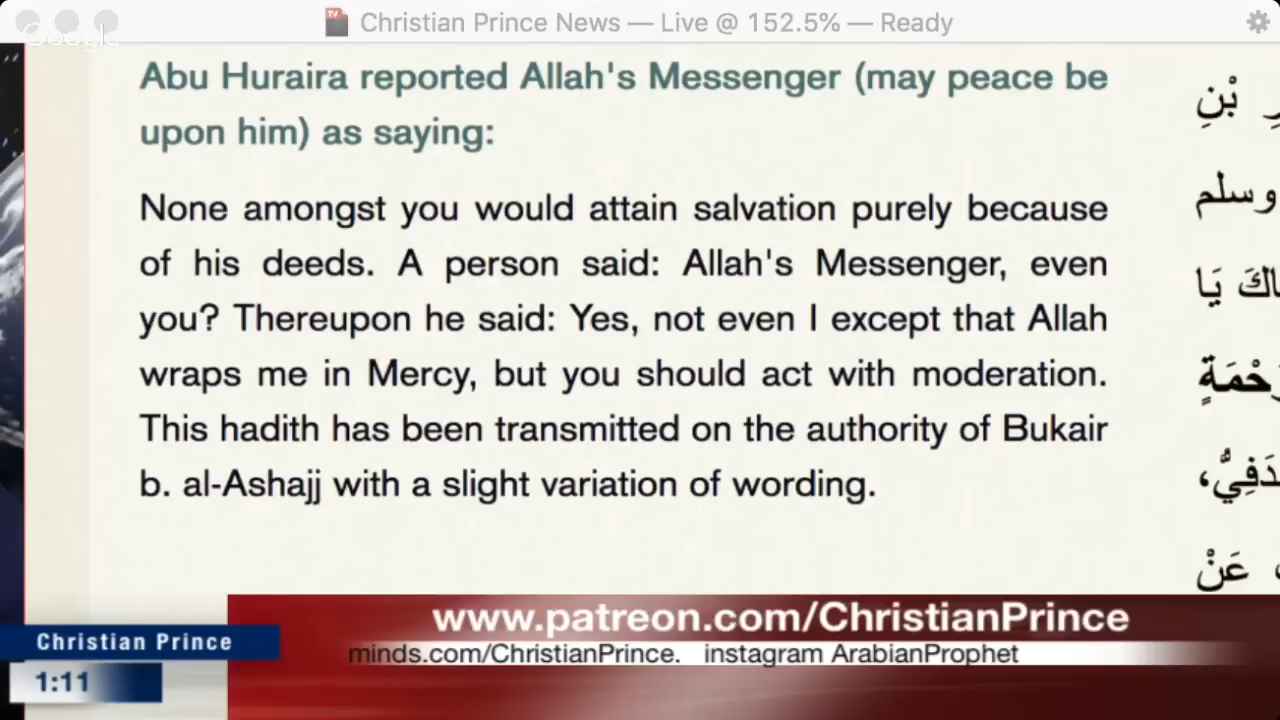 Christian Prince News — Live @ 152.5% — Ready
Google
Abu Huraira reported Allah's Messenger (may peace be
upon him) as saying:
None amongst you would attain salvation purely because
of his deeds. A person said: Allah's Messenger, even
you? Thereupon he said: Yes, not even I except that Allah
wraps me in Mercy, but you should act with moderation.
This hadith has been transmitted on the authority of Bukair
b. al-Ashajj with a slight variation of wording.
بْنِ
وسلم
يَا
عَنْ
www.patreon.com/ChristianPrince
minds.com/ChristianPrince. instagram ArabianProphet
Christian Prince
1:11